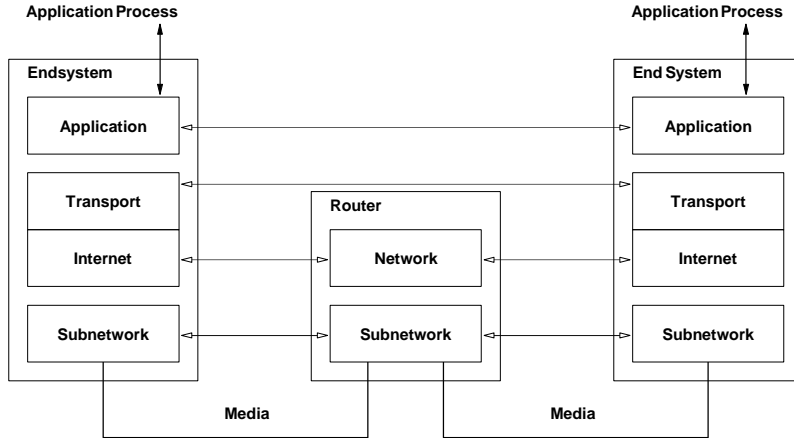 Application Process
Application Process
Endsystem
End System
Application
Application
Transport
Router
Transport
Internet
Network
Internet
Subnetwork
Subnetwork
Subnetwork
Media
Media